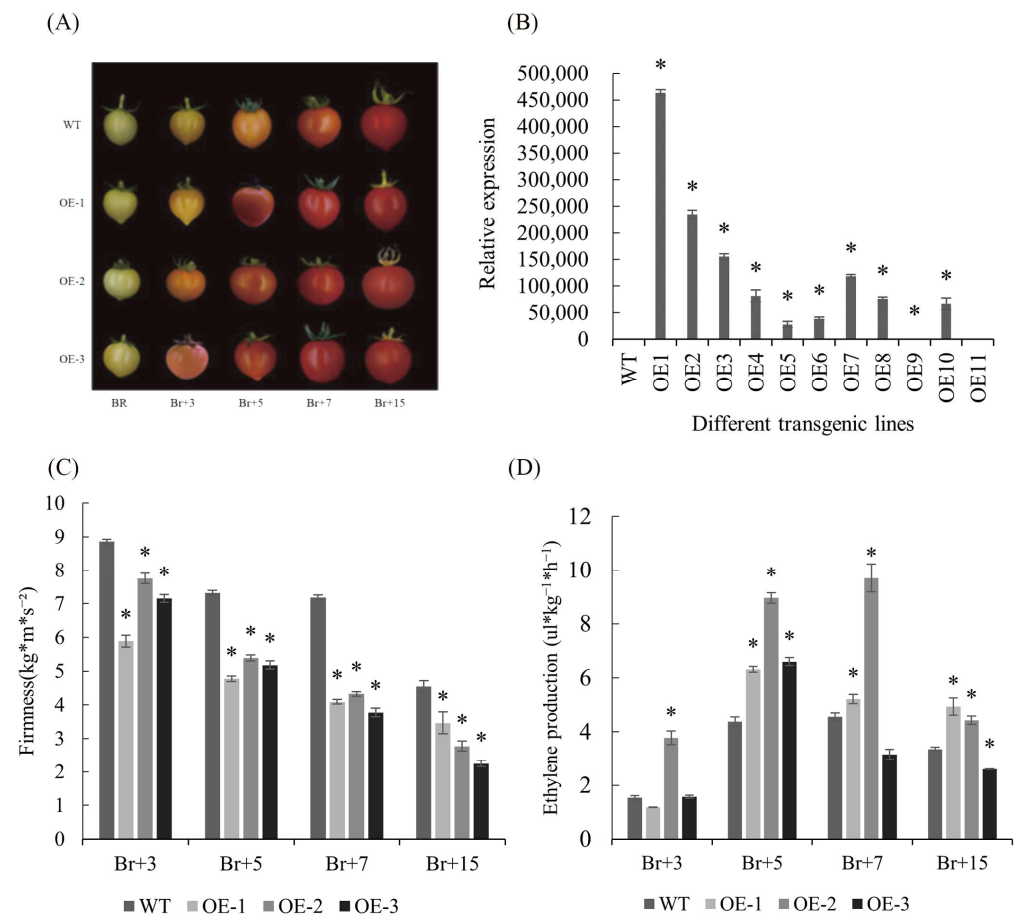 (A)
WT
OE-1
OE-2
OE-3
BR Br+3 Br+5 Br+7 Br+15
(B)
Relative expression
500,000
450,000
400,000
350,000
300,000
250,000
200,000
150,000
100,000
50,000
0
* * * * * * * * * *
WT OE1 OE2 OE3 OE4 OE5 OE6 OE7 OE8 OE9 OE10 OE11
Different transgenic lines
(C)
Firmness(kg*m*s⁻²)
10
9
8
7
6
5
4
3
2
1
0
* * * * * * * * * * * *
Br+3 Br+5 Br+7 Br+15
WT OE-1 OE-2 OE-3
(D)
Ethylene production (ul*kg⁻¹*h⁻¹)
12
10
8
6
4
2
0
* * * * * * * * *
Br+3 Br+5 Br+7 Br+15
WT OE-1 OE-2 OE-3